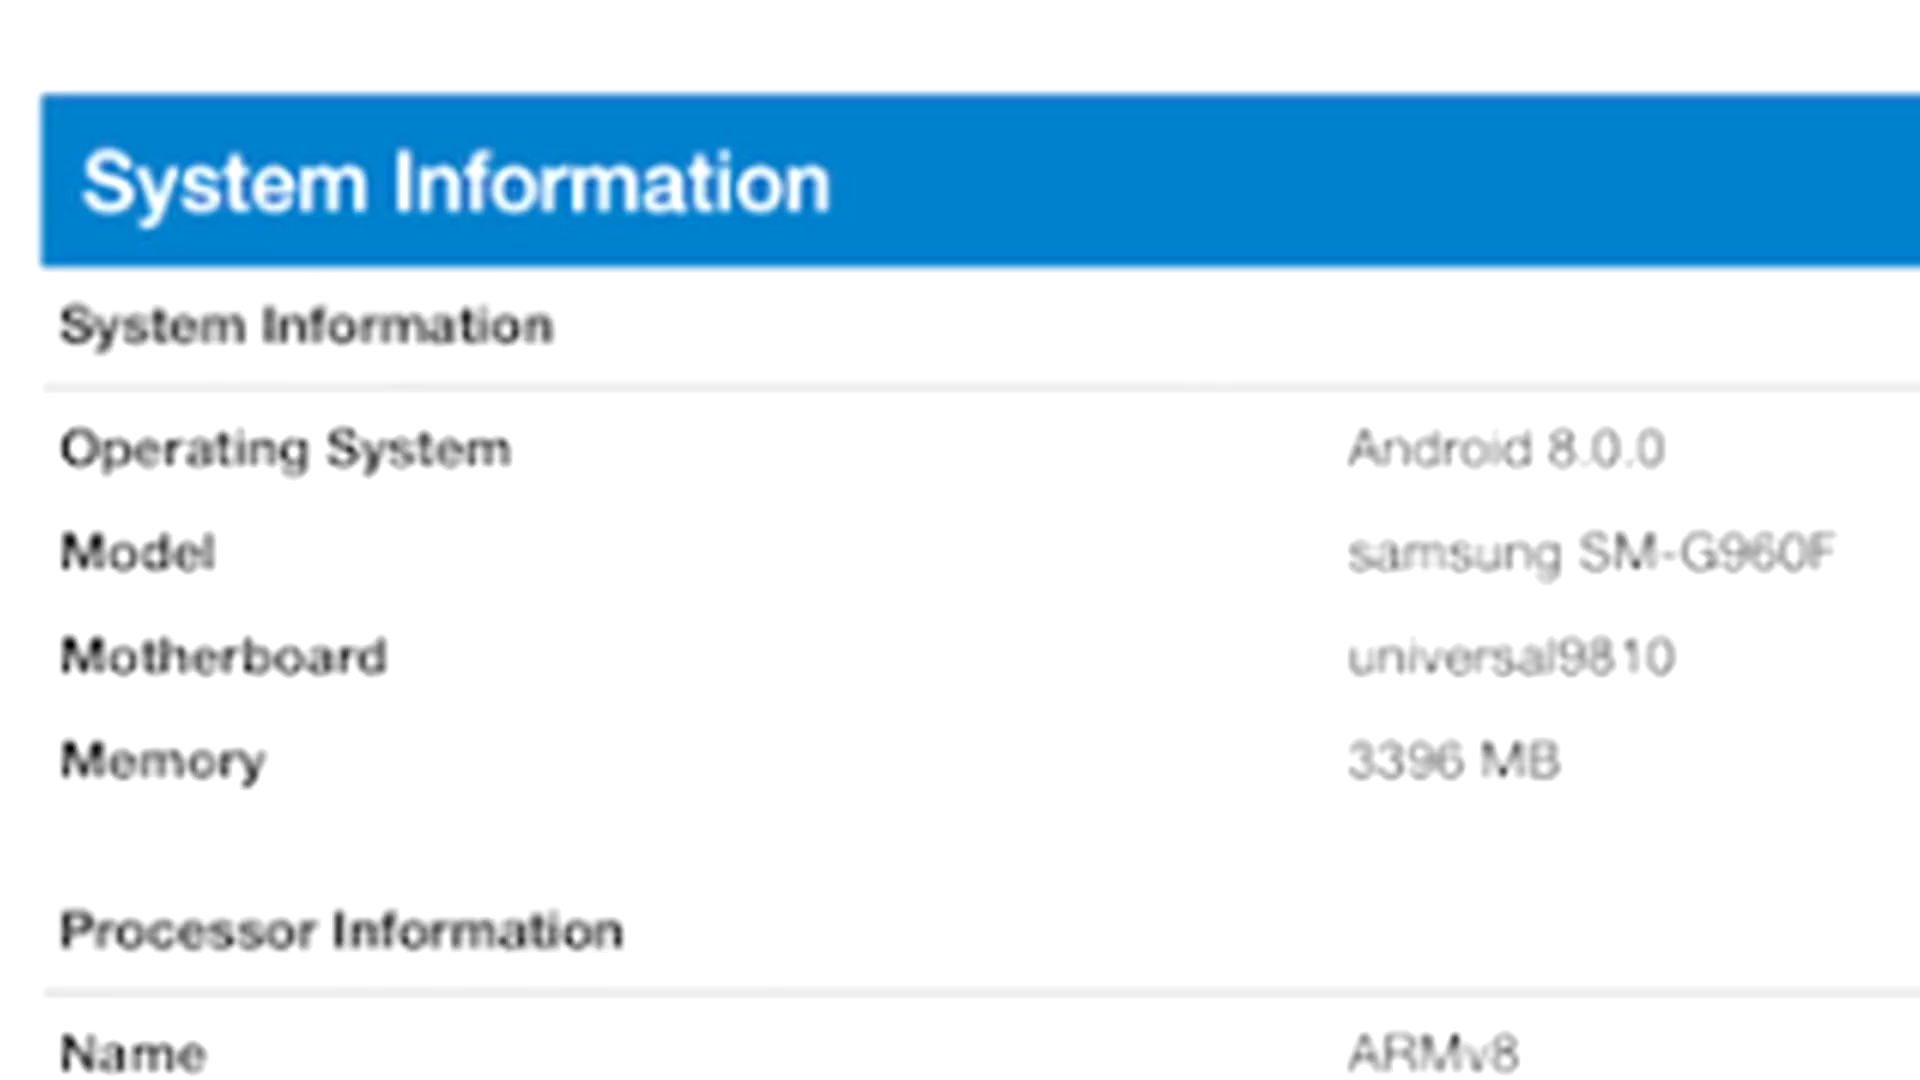 System Information
System Information
Operating System Android 8.0.0
Model samsung SM-G960F
Motherboard universal9810
Memory 3396 MB
Processor Information
Name ARMv8